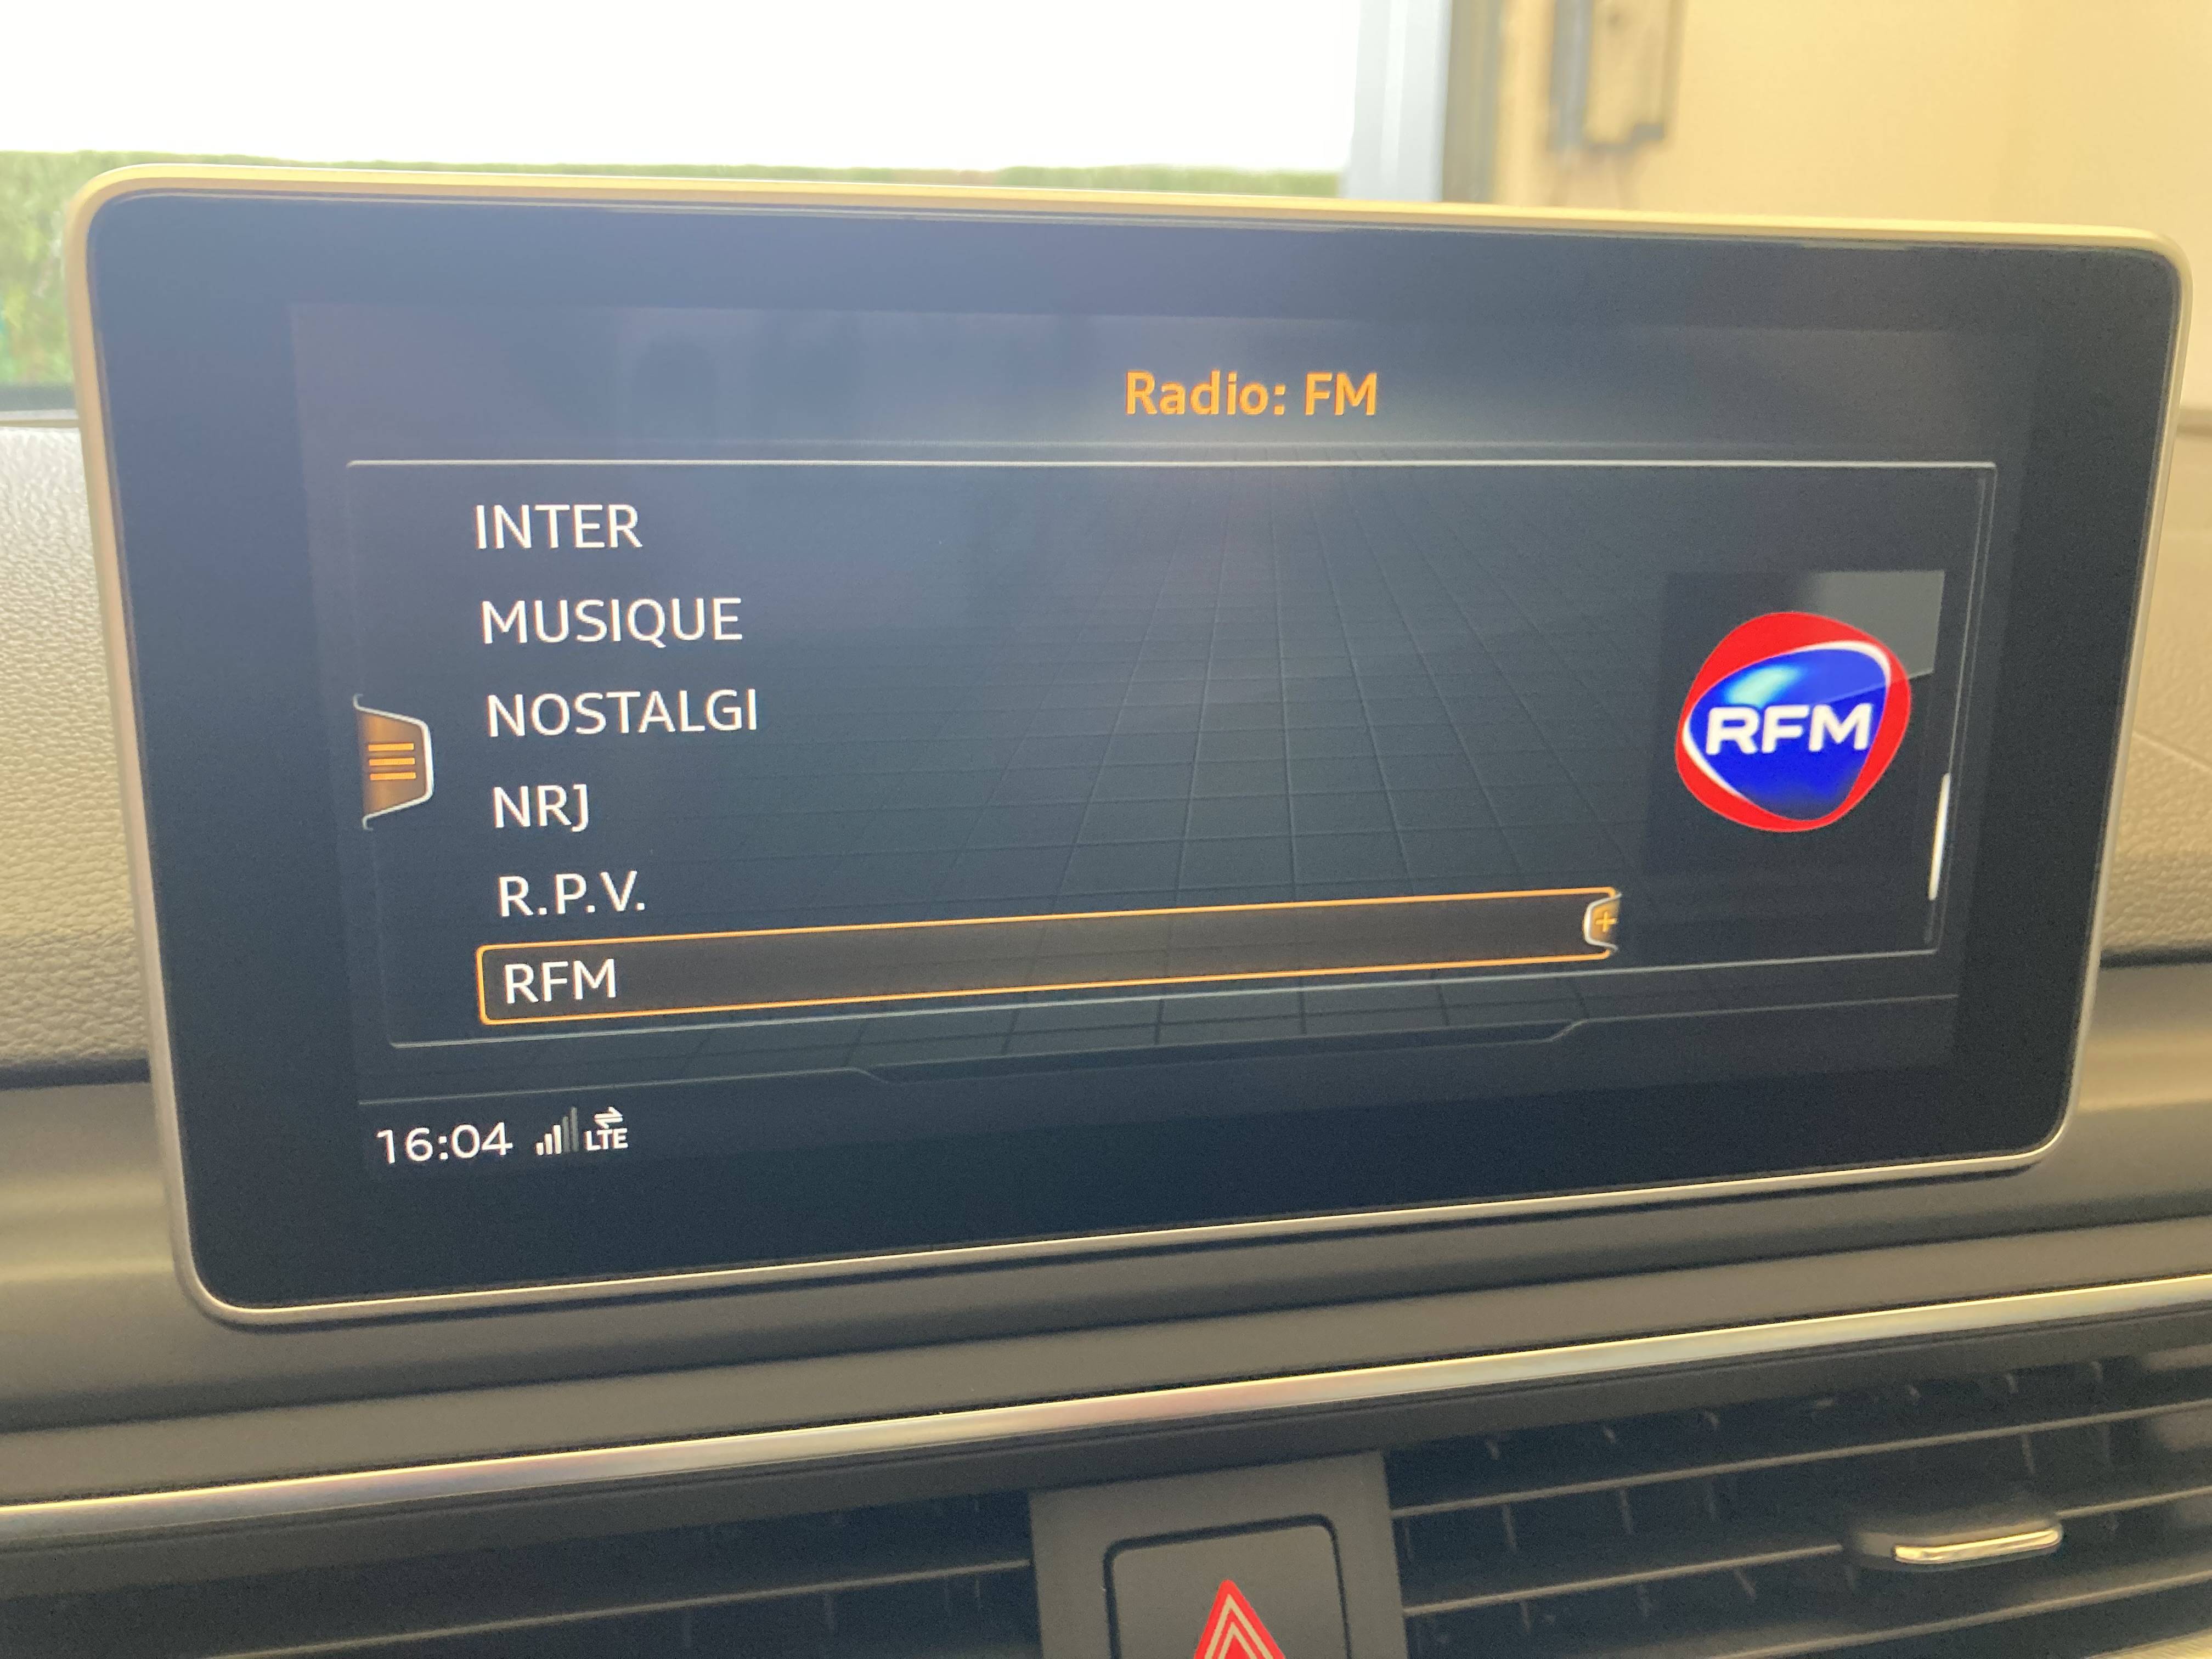 Radio: FM
INTER
MUSIQUE
NOSTALGI
NRJ
R.P.V.
RFM
RFM
16:04 LTE